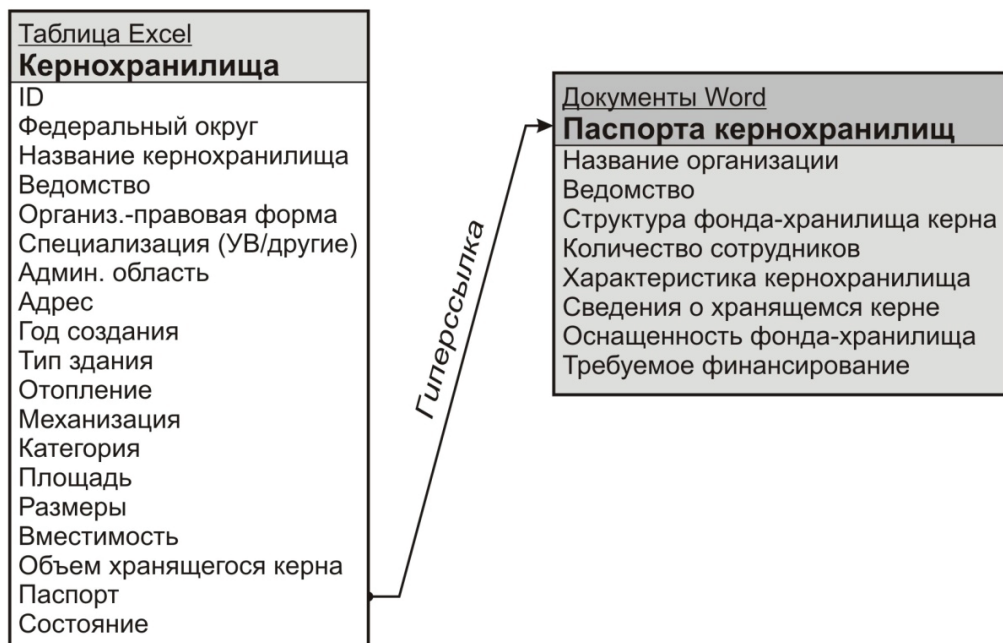 Таблица Excel
Кернохранилища
ID
Федеральный округ
Название кернохранилища
Ведомство
Организ.-правовая форма
Специализация (УВ/другие)
Админ. область
Адрес
Год создания
Тип здания
Отопление
Механизация
Категория
Площадь
Размеры
Вместимость
Объем хранящегося керна
Паспорт
Состояние
Гиперссылка
Документы Word
Паспорта кернохранилищ
Название организации
Ведомство
Структура фонда-хранилища керна
Количество сотрудников
Характеристика кернохранилища
Сведения о хранящемся керне
Оснащенность фонда-хранилища
Требуемое финансирование